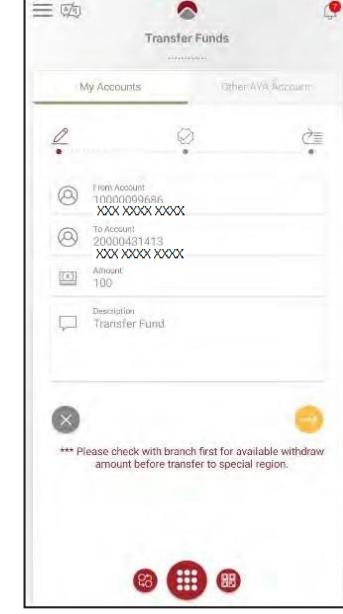 7
Transfer Funds
My Accounts
Other AYA Account
From Account
10000099686
XXX XXXX XXXX
To Account
20000431413
XXX XXXX XXXX
Amount
100
Description
Transfer Fund
*** Please check with branch first for available withdraw
amount before transfer to special region.